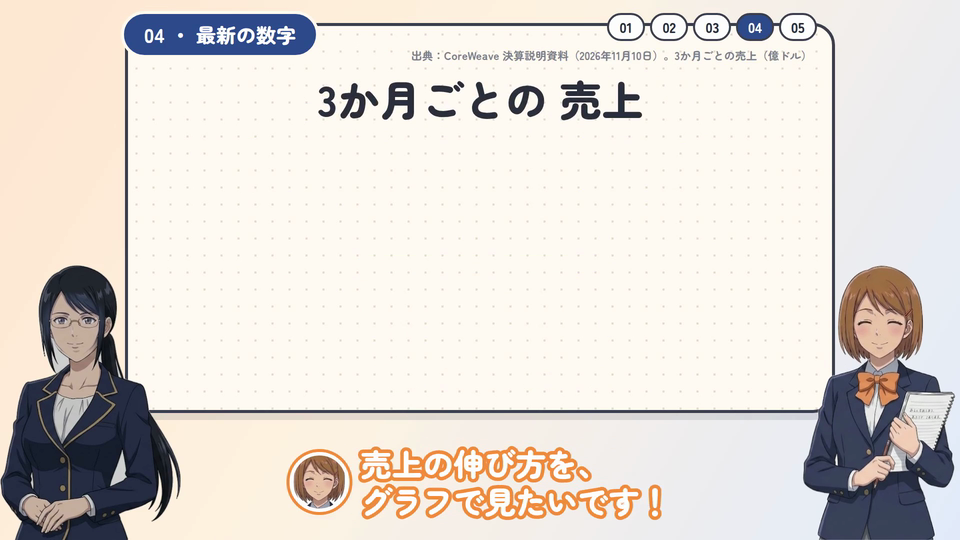 04 ・ 最新の数字
01 02 03 04 05
出典：CoreWeave 決算説明資料（2026年11月10日）。3か月ごとの売上（億ドル）
3か月ごとの 売上
売上の伸び方を、
グラフで見たいです！